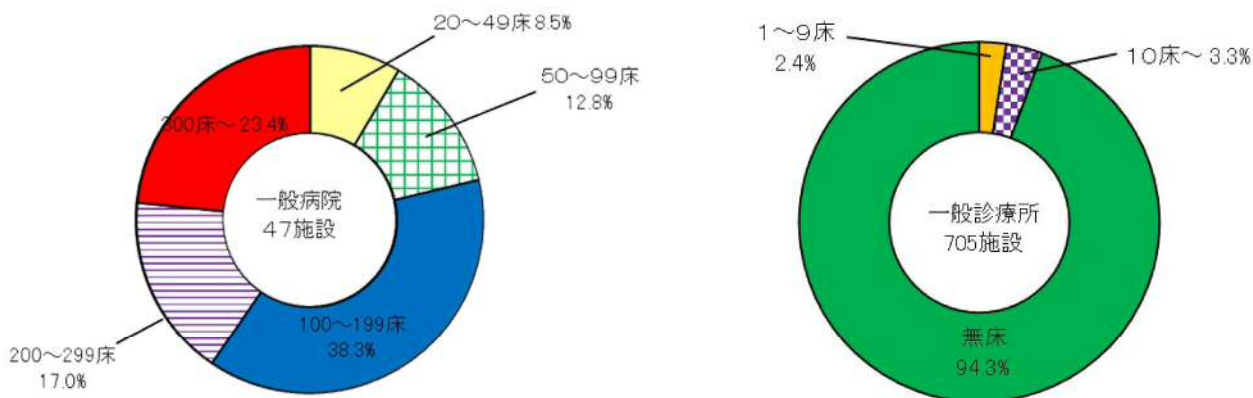 20～49床8.5%
50～99床
12.8%
300床～23.4%
一般病院
47施設
100～199床
38.3%
200～299床
17.0%
1～9床
2.4%
10床～ 3.3%
一般診療所
705施設
無床
94.3%